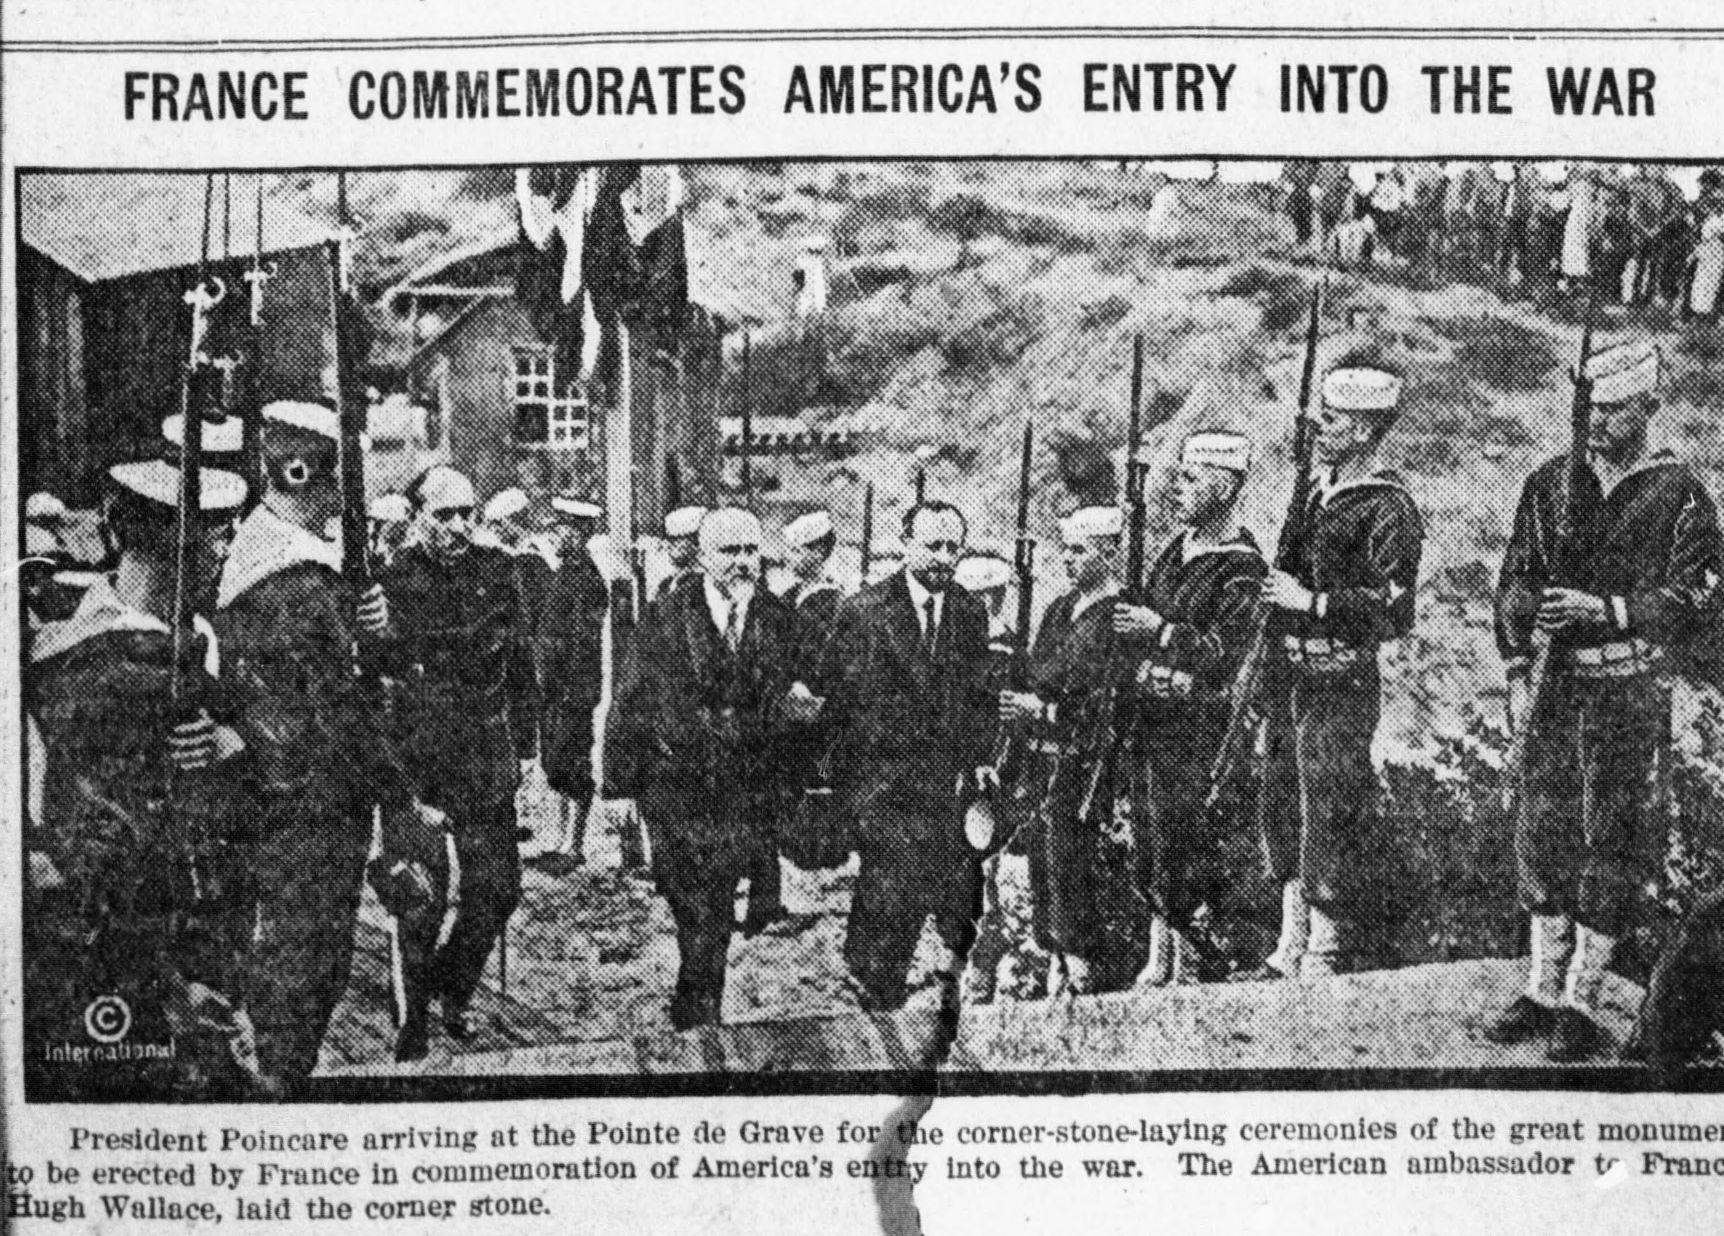 FRANCE COMMEMORATES AMERICA'S ENTRY INTO THE WAR
©
International
President Poincare arriving at the Pointe de Grave for the corner-stone-laying ceremonies of the great monumen
to be erected by France in commemoration of America's entry into the war. The American ambassador to Franc
Hugh Wallace, laid the corner stone.